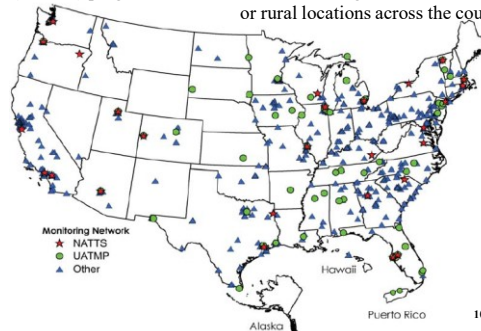 or rural locations across the cou
Monitoring Network
NATTS
UATMP
Other
Hawaii
Puerto Rico
Alaska